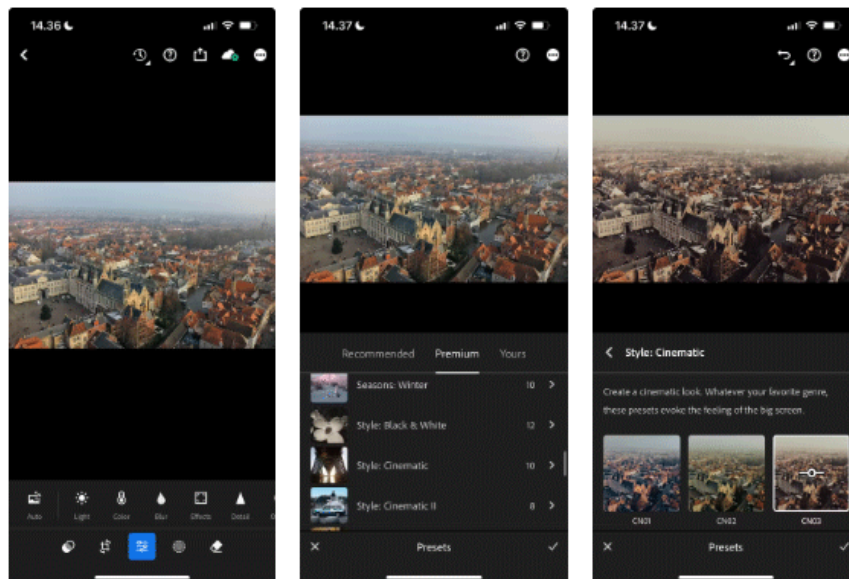 14.36
Auto
Light
Color
Blur
Effects
Detail
14.37
Recommended Premium Yours
Seasons: Winter 10
Style: Black & White 12
Style: Cinematic 10
Style: Cinematic II 8
Presets
14.37
Style: Cinematic
Create a cinematic look. Whatever your favorite genre,
these presets evoke the feeling of the big screen.
CN01
CN02
CN03
Presets